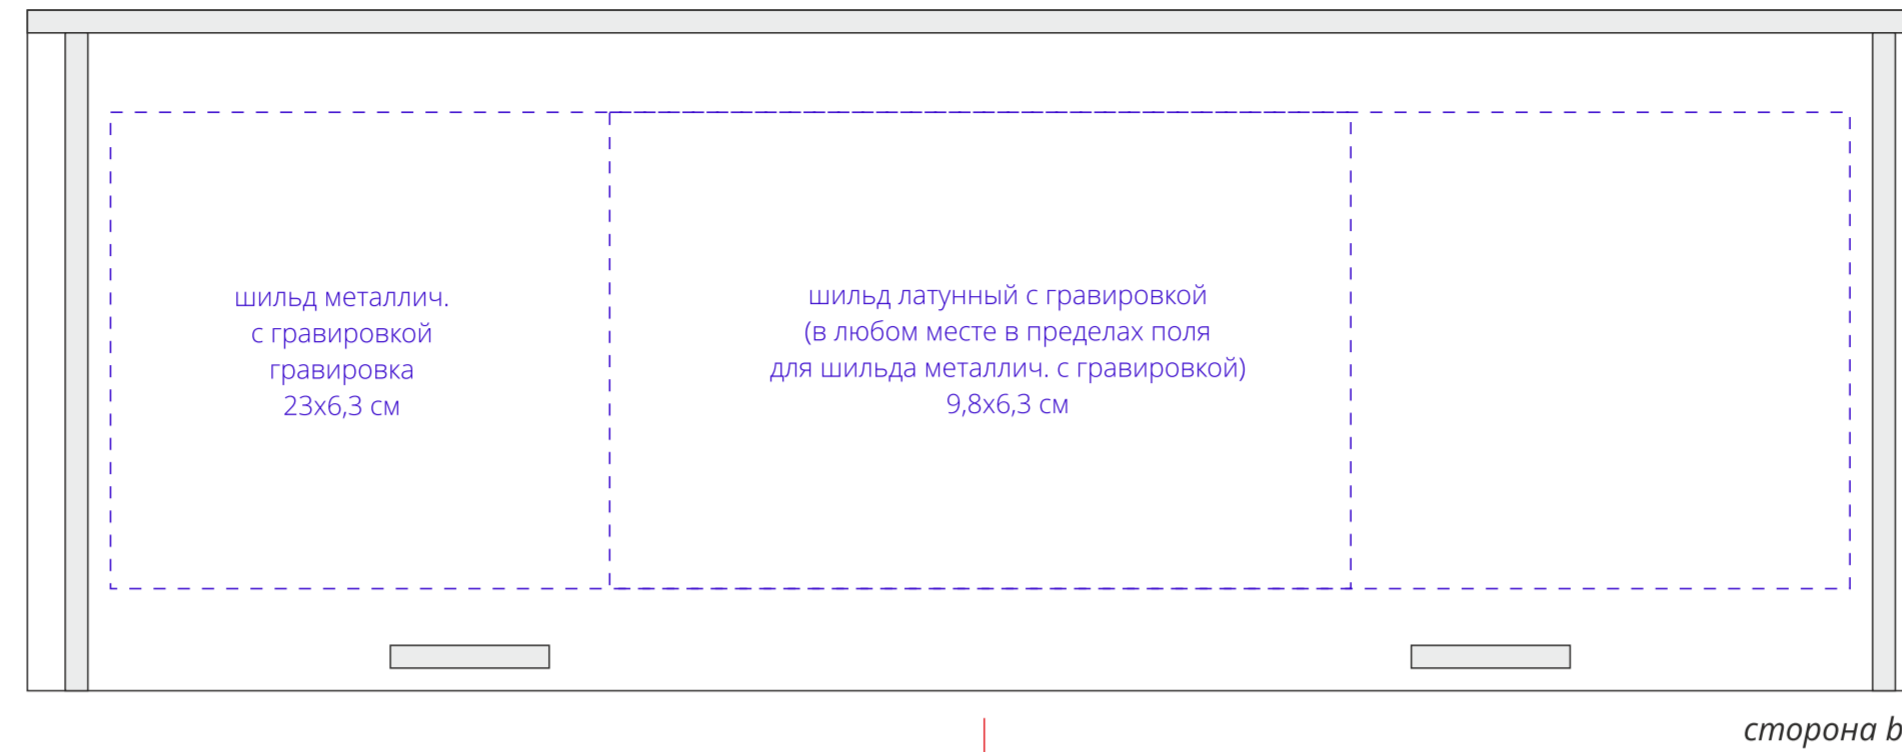 шильд металлич.
с гравировкой
гравировка
23х6,3 см
шильд латунный с гравировкой
(в любом месте в пределах поля
для шильда металлич. с гравировкой)
9,8х6,3 см
сторона b